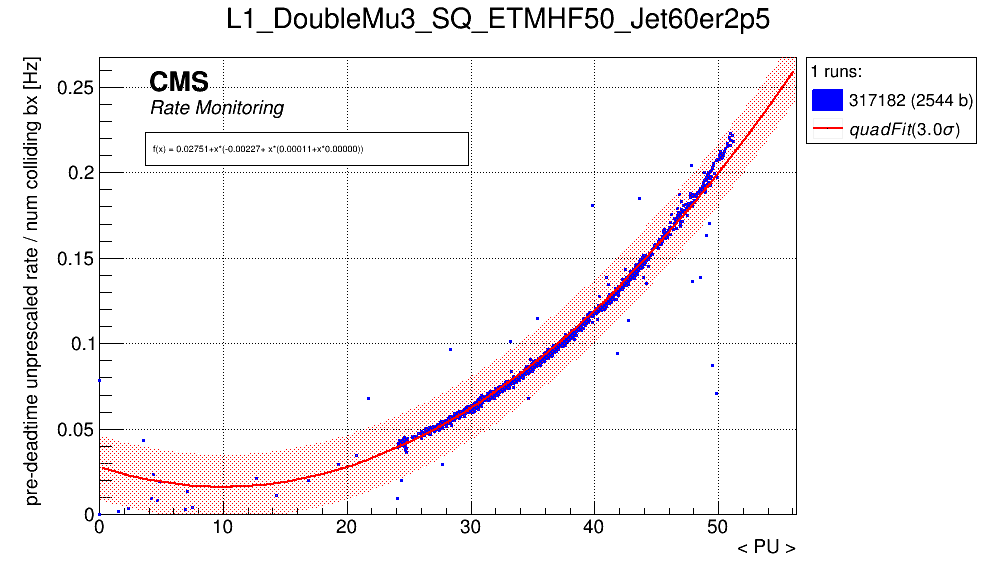 L1_DoubleMu3_SQ_ETMHF50_Jet60er2p5
pre-deadtime unprescaled rate / num colliding bx [Hz]
CMS
Rate Monitoring
f(x) = 0.02751+x*(-0.00227+ x*(0.00011+x*0.00000))
1 runs:
317182 (2544 b)
quadFit(3.0σ)
0.25
0.2
0.15
0.1
0.05
0
0 10 20 30 40 50
< PU >